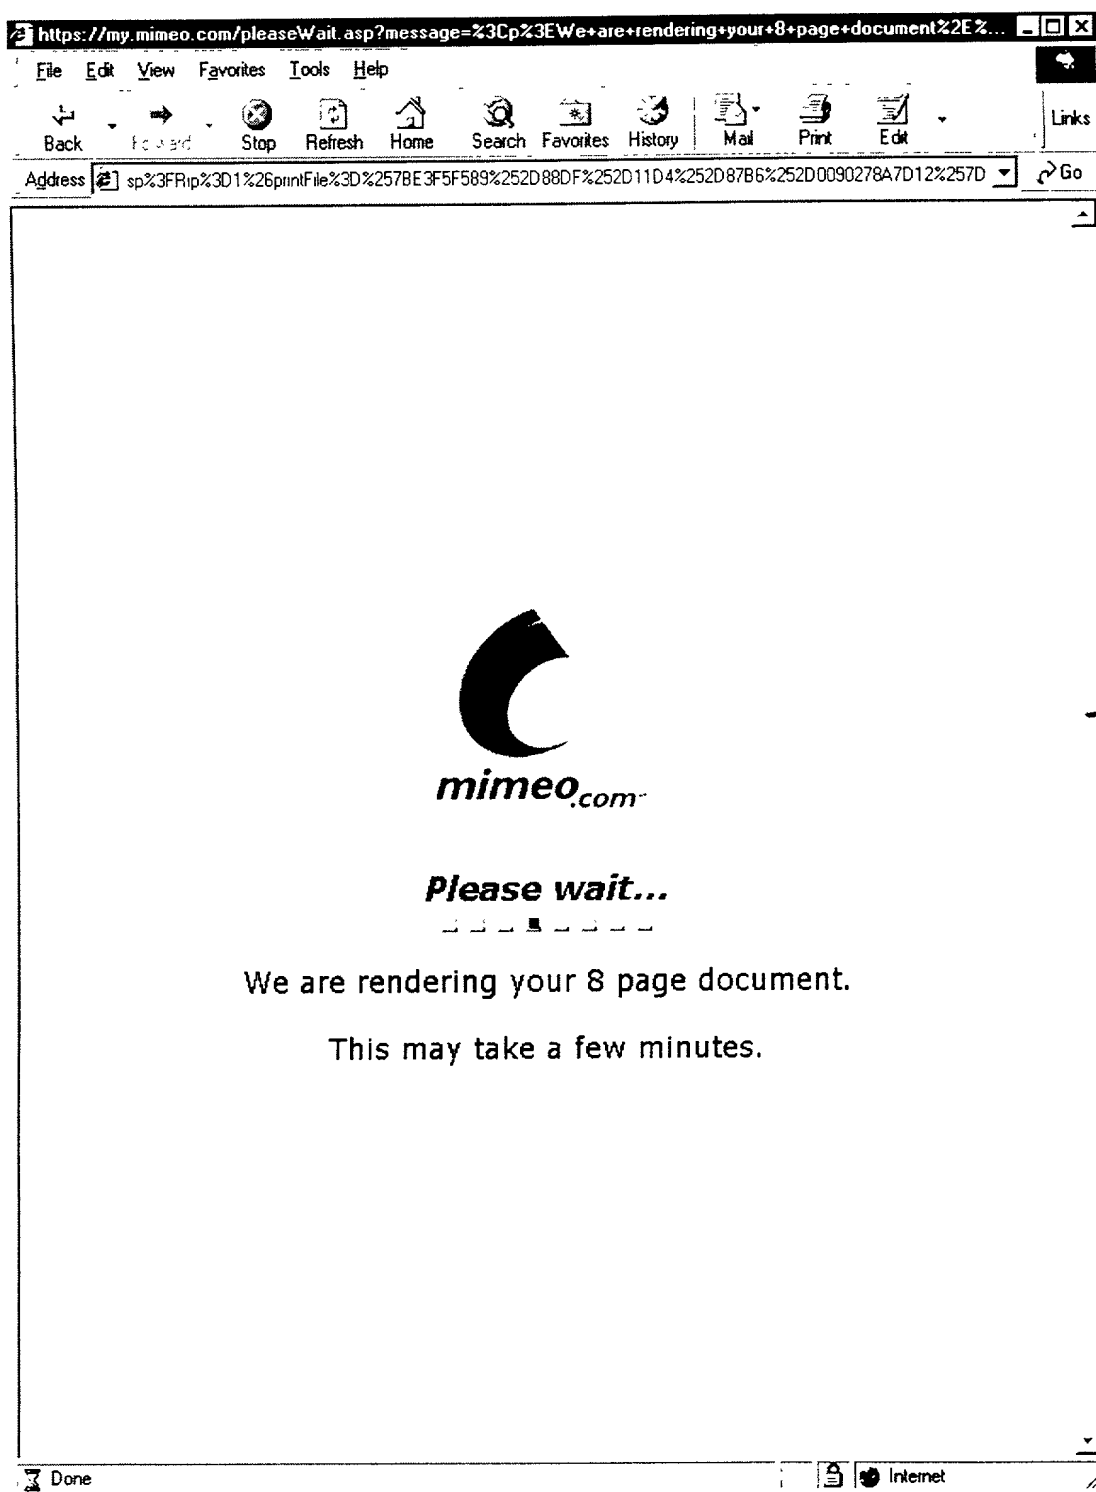 https://my.mimeo.com/pleaseWait.asp?message=%3Cp%3EWe+are+rendering+your+8+page+document%2E%...
File Edit View Favorites Tools Help
Back Forward Stop Refresh Home Search Favorites History Mail Print Edit Links
Address sp%3FRip%3D1%26printFile%3D%257BE3F5F589%252D88DF%252D11D4%252D87B6%252D0090278A7D12%257D Go
mimeo.com
Please wait...
We are rendering your 8 page document.
This may take a few minutes.
Done Internet